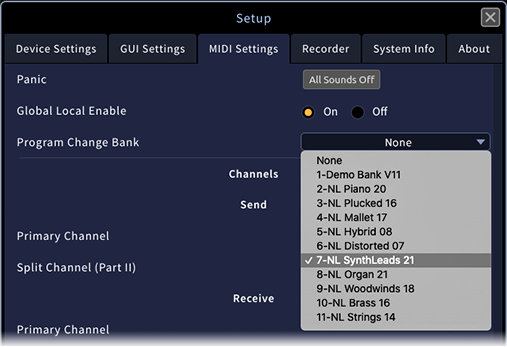 Setup
Device Settings GUI Settings MIDI Settings Recorder System Info About
Panic All Sounds Off
Global Local Enable On Off
Program Change Bank None
None
1-Demo Bank V11
2-NL Piano 20
3-NL Plucked 16
4-NL Mallet 17
5-NL Hybrid 08
6-NL Distorted 07
✓ 7-NL SynthLeads 21
8-NL Organ 21
9-NL Woodwinds 18
10-NL Brass 16
11-NL Strings 14
Channels
Send
Primary Channel
Split Channel (Part II)
Receive
Primary Channel